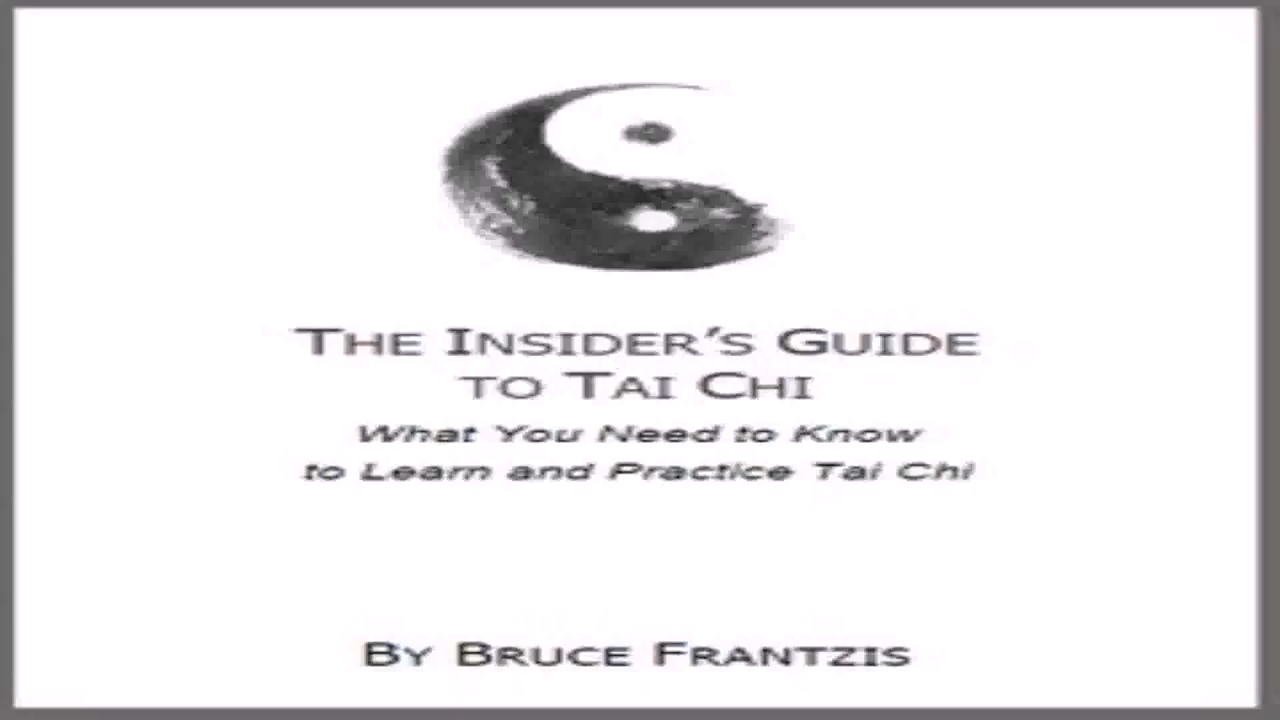 THE INSIDER'S GUIDE
TO TAI CHI
What You Need to Know
to Learn and Practice Tai Chi
BY BRUCE FRANTZIS